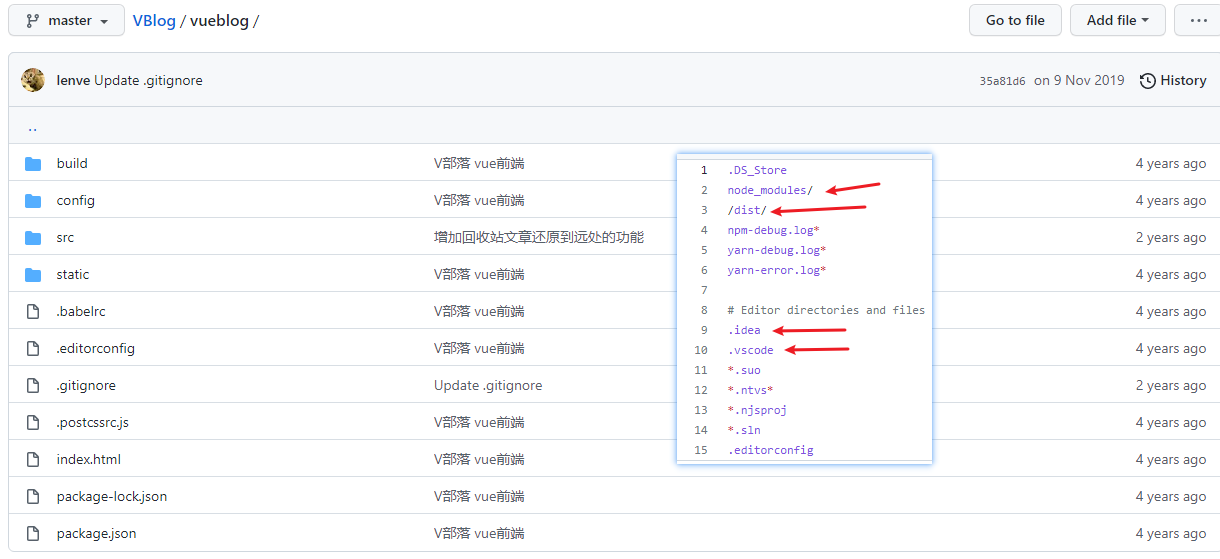 master VBlog / vueblog / Go to file Add file ...
lenve Update .gitignore 35a81d6 on 9 Nov 2019 History
..
build V部落 vue前端 4 years ago
config V部落 vue前端 4 years ago
src 增加回收站文章还原到远处的功能 2 years ago
static V部落 vue前端 4 years ago
.babelrc V部落 vue前端 4 years ago
.editorconfig V部落 vue前端 4 years ago
.gitignore Update .gitignore 2 years ago
.postcssrc.js V部落 vue前端 4 years ago
index.html V部落 vue前端 4 years ago
package-lock.json V部落 vue前端 4 years ago
package.json V部落 vue前端 4 years ago
1 .DS_Store
2 node_modules/
3 /dist/
4 npm-debug.log*
5 yarn-debug.log*
6 yarn-error.log*
7
8 # Editor directories and files
9 .idea
10 .vscode
11 *.suo
12 *.ntvs*
13 *.njsproj
14 *.sln
15 .editorconfig